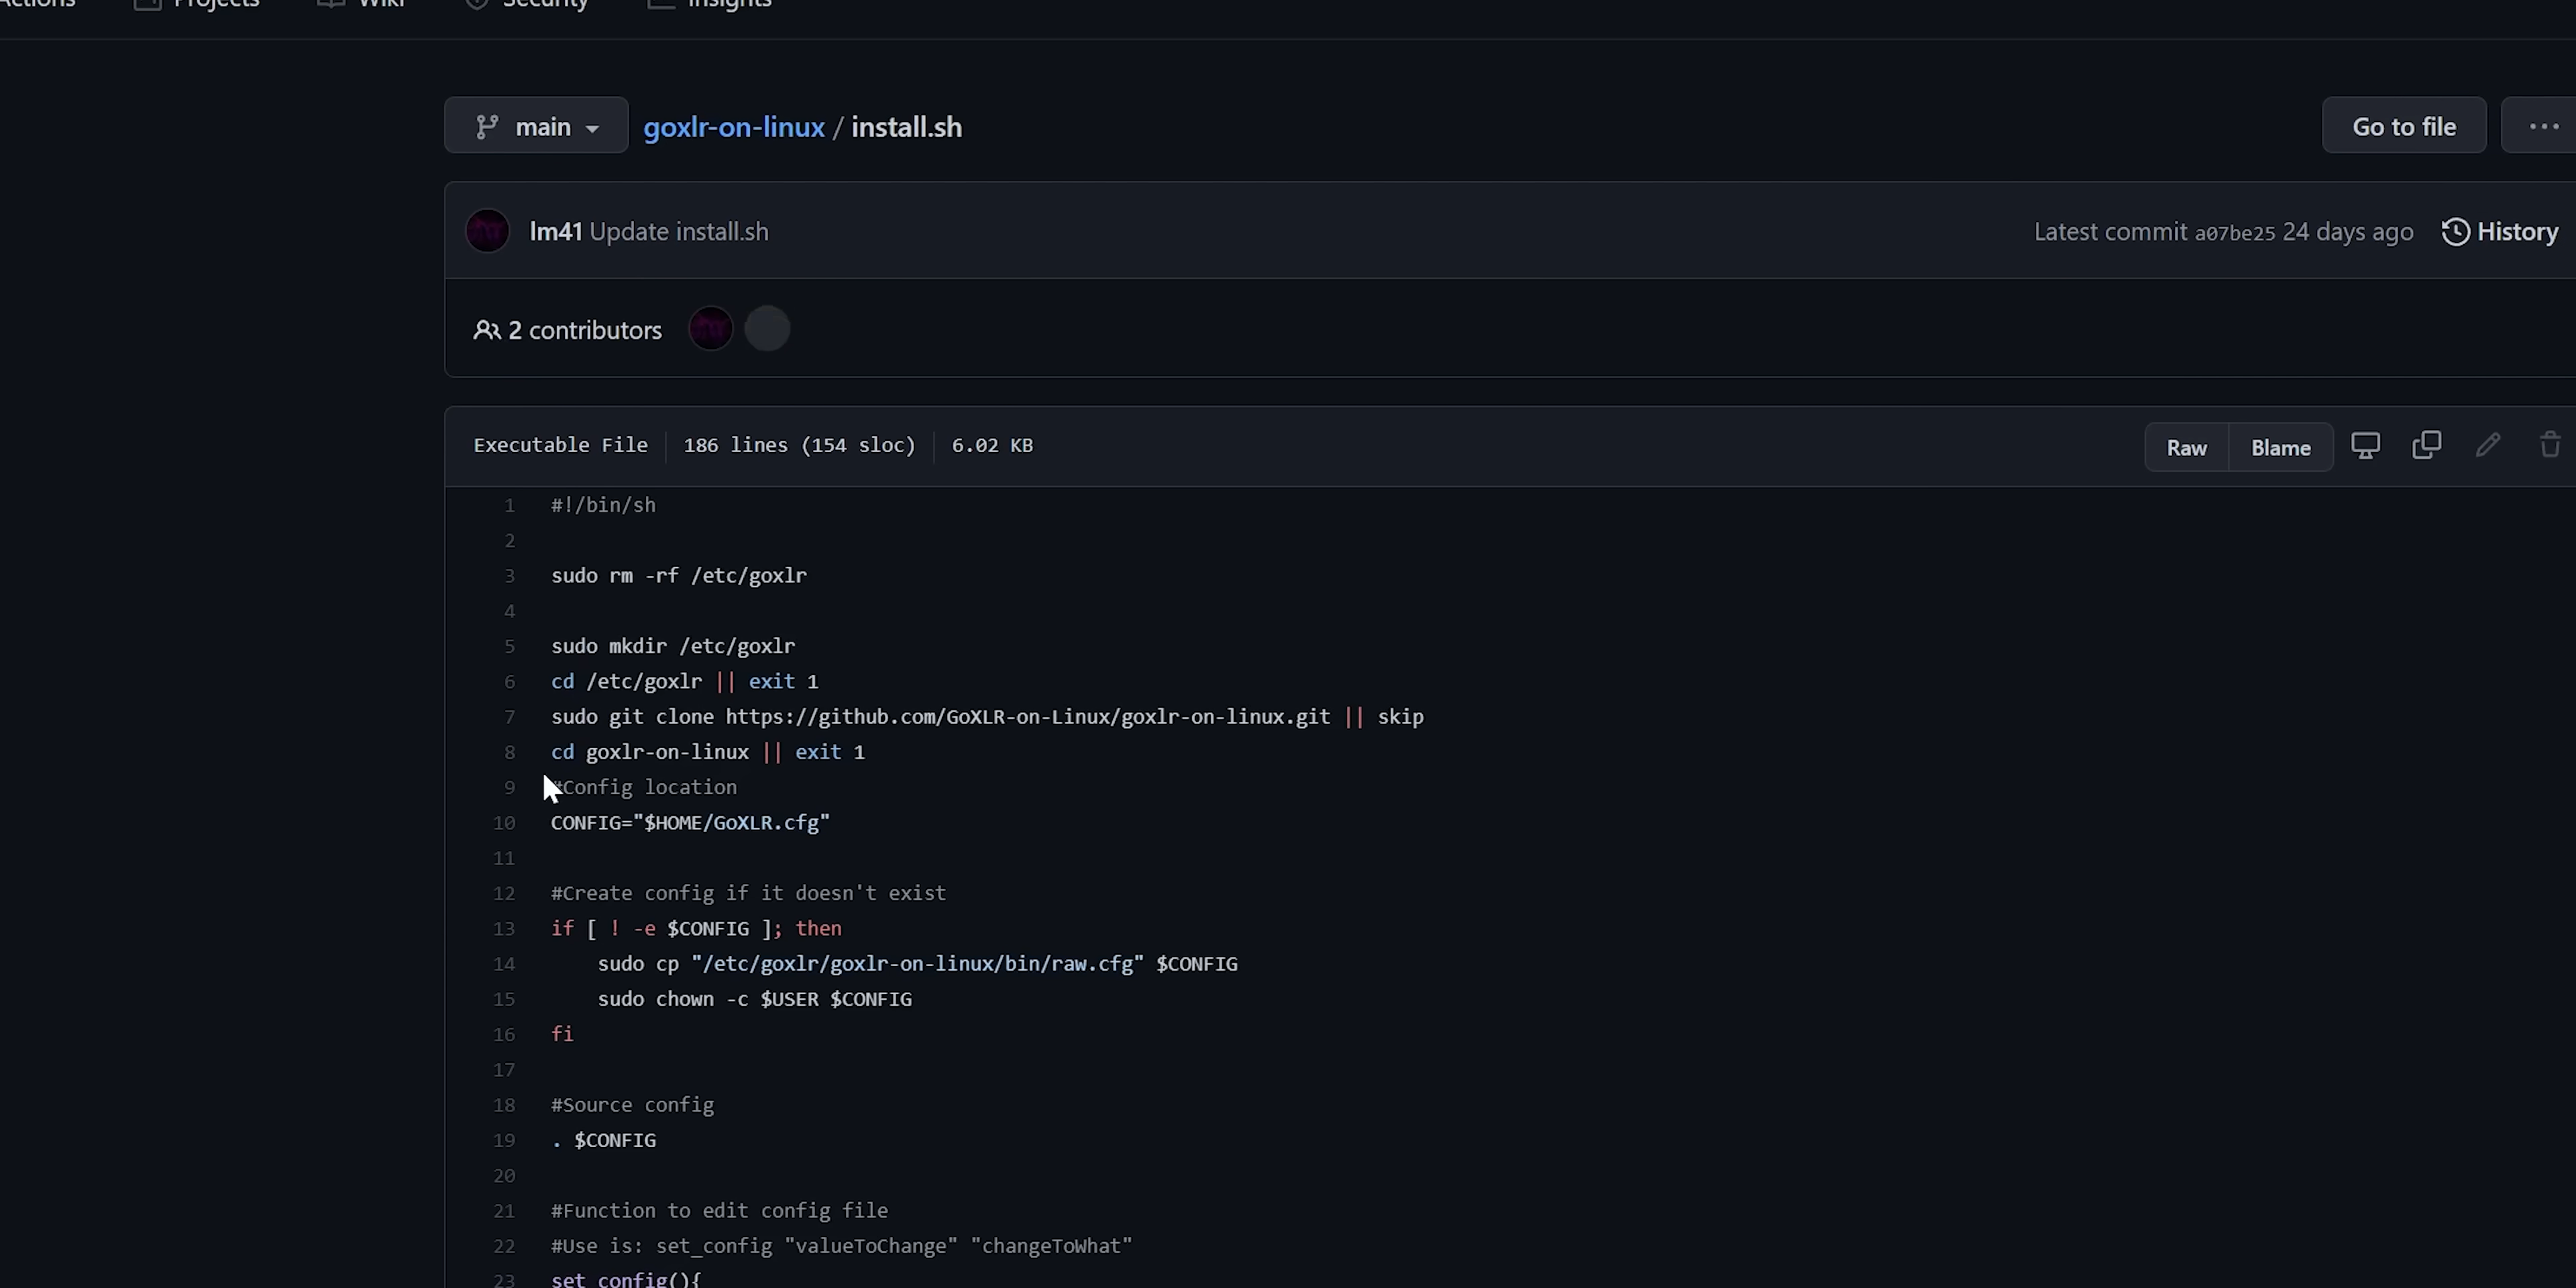 Actions Projects Wiki Security Insights
main goxlr-on-linux / install.sh Go to file ...
lm41 Update install.sh Latest commit a07be25 24 days ago History
2 contributors
Executable File 186 lines (154 sloc) 6.02 KB Raw Blame
1 #!/bin/sh
2
3 sudo rm -rf /etc/goxlr
4
5 sudo mkdir /etc/goxlr
6 cd /etc/goxlr || exit 1
7 sudo git clone https://github.com/GoXLR-on-Linux/goxlr-on-linux.git || skip
8 cd goxlr-on-linux || exit 1
9 #Config location
10 CONFIG="$HOME/GoXLR.cfg"
11
12 #Create config if it doesn't exist
13 if [ ! -e $CONFIG ]; then
14 sudo cp "/etc/goxlr/goxlr-on-linux/bin/raw.cfg" $CONFIG
15 sudo chown -c $USER $CONFIG
16 fi
17
18 #Source config
19 . $CONFIG
20
21 #Function to edit config file
22 #Use is: set_config "valueToChange" "changeToWhat"
23 set_config(){